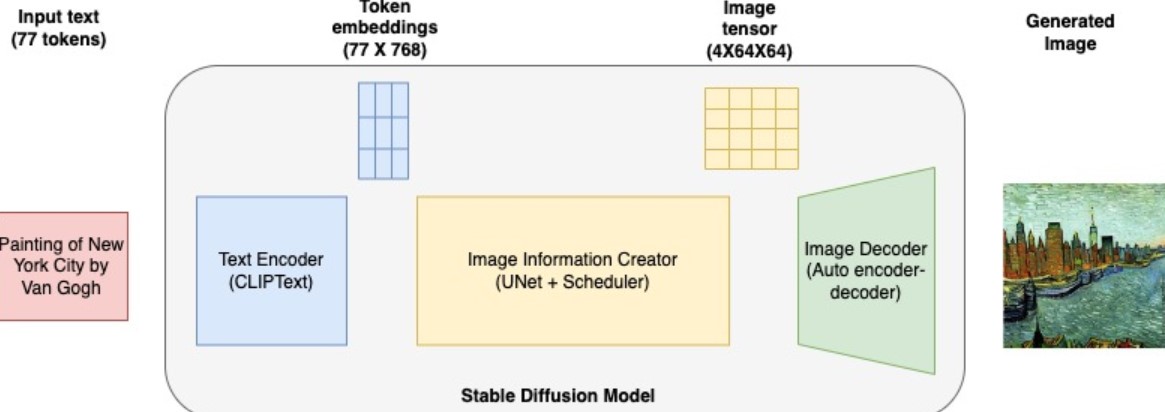 Input text
(77 tokens)
Token
embeddings
(77 X 768)
Image
tensor
(4X64X64)
Generated
Image
Painting of New
York City by
Van Gogh
Text Encoder
(CLIPText)
Image Information Creator
(UNet + Scheduler)
Image Decoder
(Auto encoder-
decoder)
Stable Diffusion Model